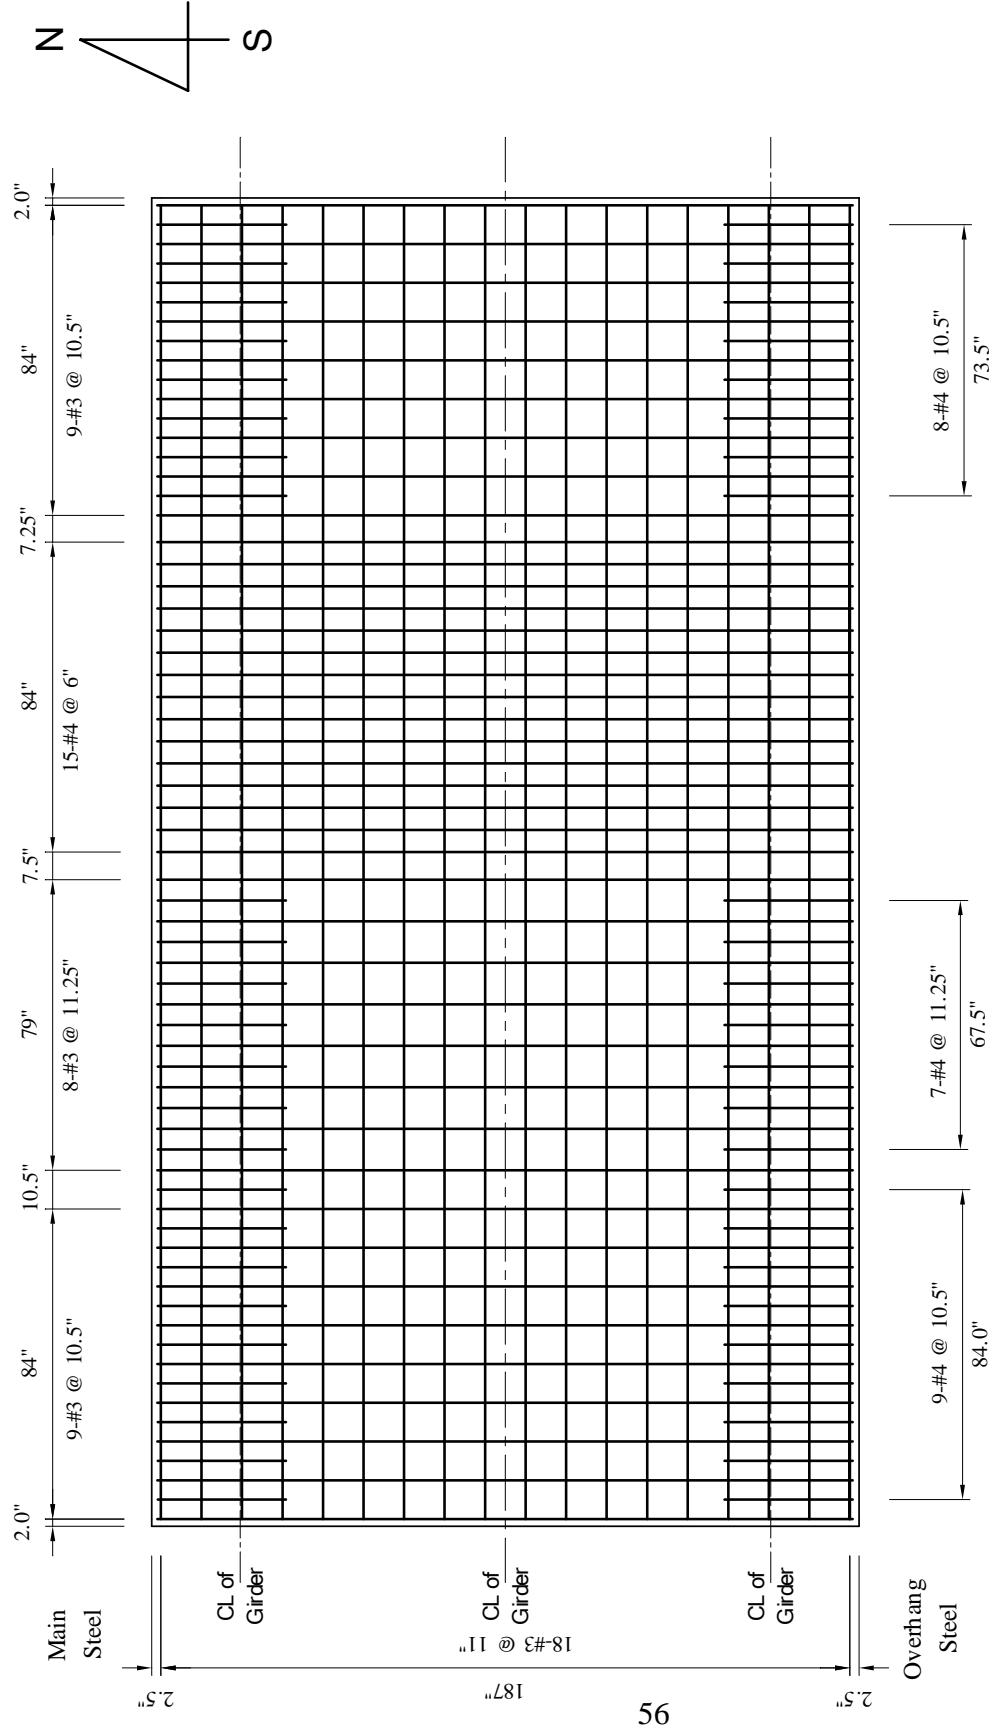 N
S
Main
Steel
2.0"
84"
9-#3 @ 10.5"
10.5"
79"
8-#3 @ 11.25"
7.5"
84"
15-#4 @ 6"
7.25"
84"
9-#3 @ 10.5"
2.0"
2.5"
187"
18-#3 @ 11"
2.5"
CL of
Girder
CL of
Girder
CL of
Girder
Overhang
Steel
9-#4 @ 10.5"
84.0"
7-#4 @ 11.25"
67.5"
8-#4 @ 10.5"
73.5"
56